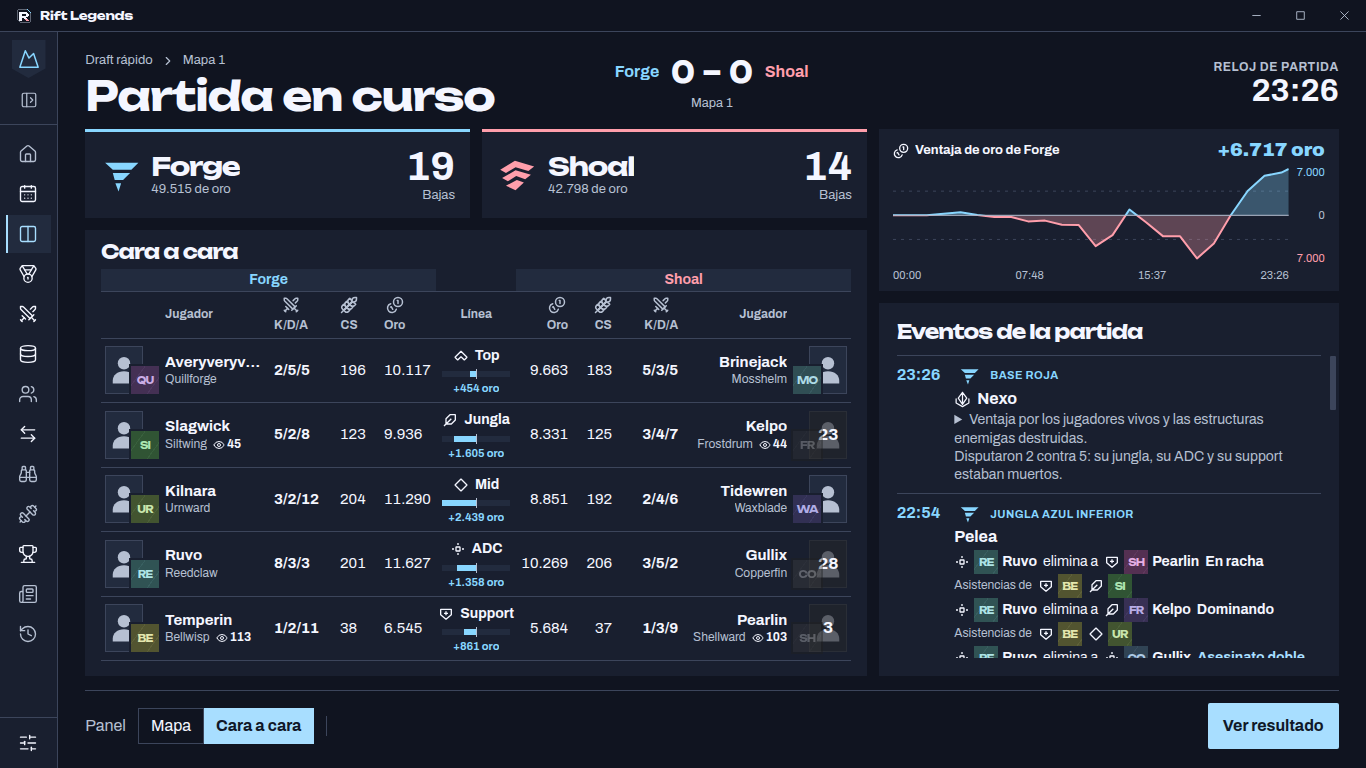 Rift Legends
Draft rápido > Mapa 1
Partida en curso
Forge 0 – 0 Shoal
Mapa 1
RELOJ DE PARTIDA
23:26
Forge
49.515 de oro
19
Bajas
Shoal
42.798 de oro
14
Bajas
Ventaja de oro de Forge
+6.717 oro
7.000
0
7.000
00:00 07:48 15:37 23:26
Cara a cara
Forge Shoal
Jugador K/D/A CS Oro Línea Oro CS K/D/A Jugador
Averyveryv... 2/5/5 196 10.117 Top 9.663 183 5/3/5 Brinejack
Quillforge QU +454 oro Mosshelm MO
Slagwick 5/2/8 123 9.936 Jungla 8.331 125 3/4/7 Kelpo
Siltwing 45 SI +1.605 oro Frostdrum 44 FR 23
Kilnara 3/2/12 204 11.290 Mid 8.851 192 2/4/6 Tidewren
Urnward UR +2.439 oro Waxblade WA
Ruvo 8/3/3 201 11.627 ADC 10.269 206 3/5/2 Gullix
Reedclaw RE +1.358 oro Copperfin CO 28
Temperin 1/2/11 38 6.545 Support 5.684 37 1/3/9 Pearlin
Bellwisp 113 BE +861 oro Shellward 103 SH 3
Eventos de la partida
23:26 BASE ROJA
Nexo
Ventaja por los jugadores vivos y las estructuras
enemigas destruidas.
Disputaron 2 contra 5: su jungla, su ADC y su support
estaban muertos.
22:54 JUNGLA AZUL INFERIOR
Pelea
RE Ruvo elimina a SH Pearlin En racha
Asistencias de BE SI
RE Ruvo elimina a FR Kelpo Dominando
Asistencias de BE UR
RE Ruvo elimina a CO Gullix Asesinato doble
Panel Mapa Cara a cara
Ver resultado